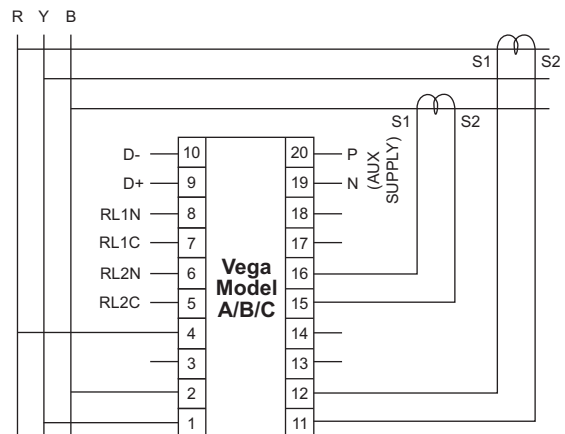 R Y B
S1 S2
S1 S2
D- 10 20 P
D+ 9 19 N
(AUX
SUPPLY)
RL1N 8 18
RL1C 7 17
RL2N 6 16
RL2C 5 15
Vega
Model
A/B/C
4 14
3 13
2 12
1 11